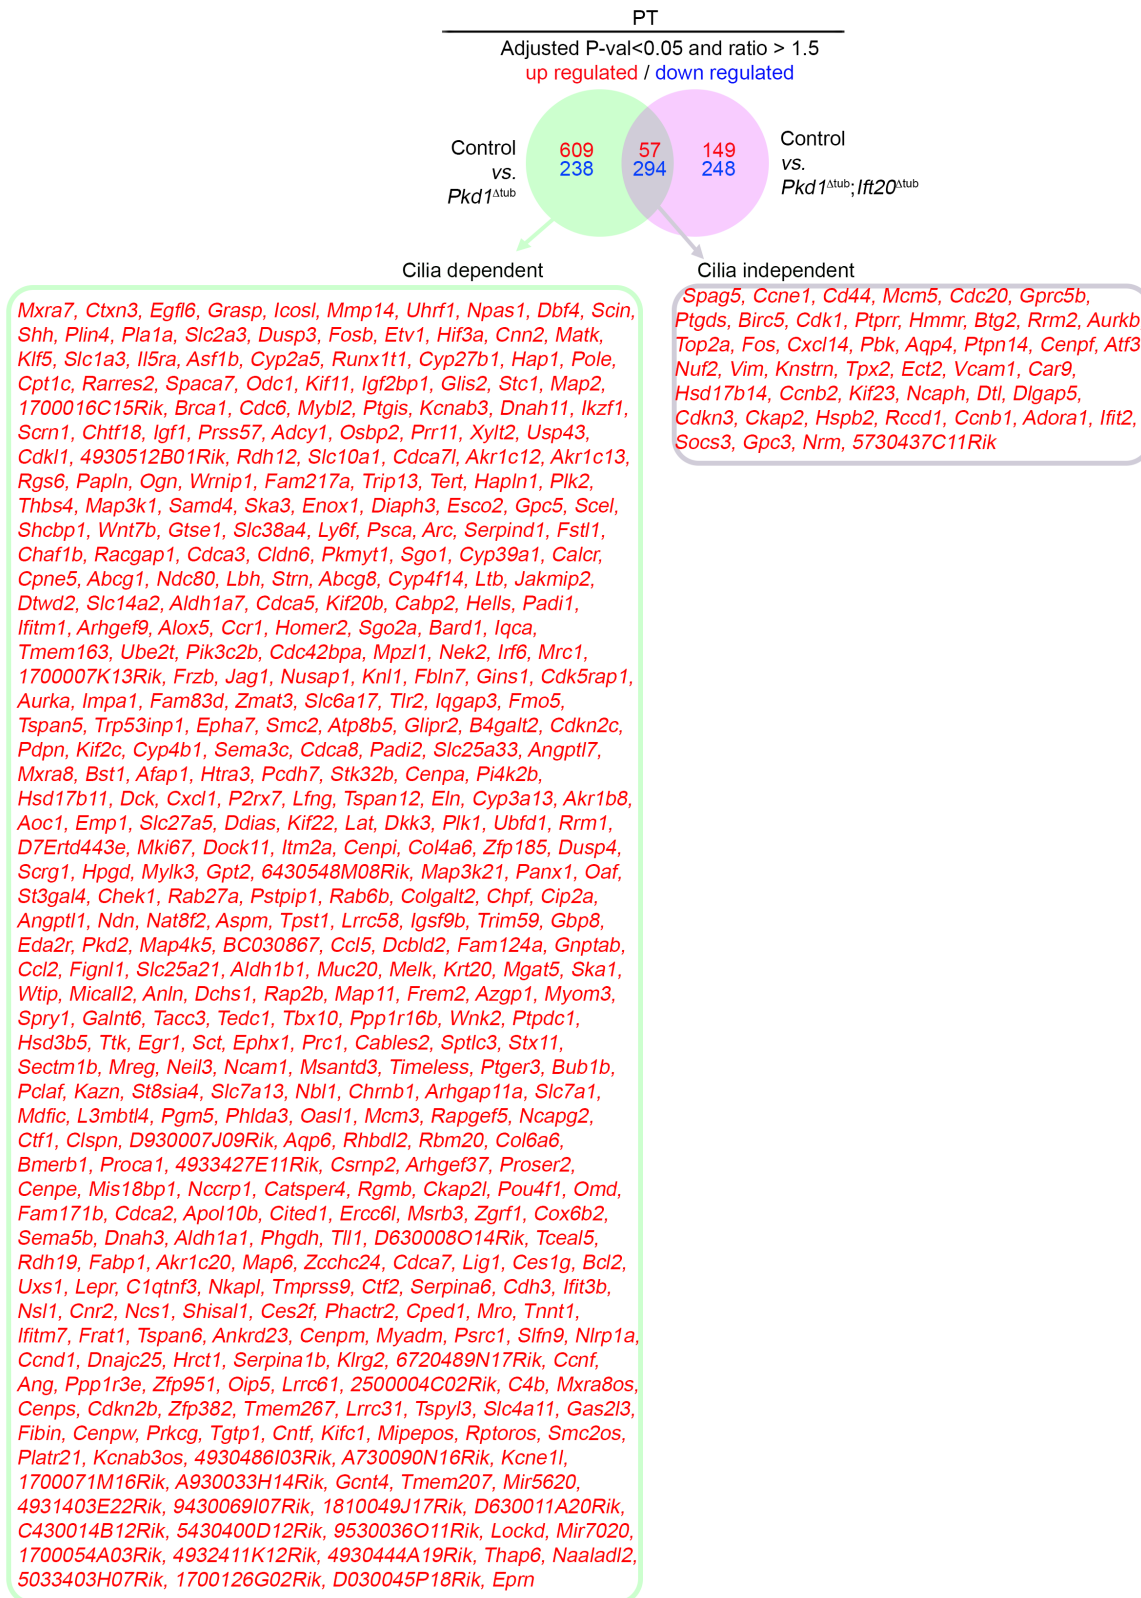 PT
Adjusted P-val<0.05 and ratio > 1.5
up regulated / down regulated
Control
vs.
Pkd1Δtub
609
238
57
294
149
248
Control
vs.
Pkd1Δtub;Ift20Δtub
Cilia dependent
Mxra7, Ctxn3, Egfl6, Grasp, Icosl, Mmp14, Uhrf1, Npas1, Dbf4, Scin,
Shh, Plin4, Pla1a, Slc2a3, Dusp3, Fosb, Etv1, Hif3a, Cnn2, Matk,
Klf5, Slc1a3, Il5ra, Asf1b, Cyp2a5, Runx1t1, Cyp27b1, Hap1, Pole,
Cpt1c, Rarres2, Spaca7, Odc1, Kif11, Igf2bp1, Glis2, Stc1, Map2,
1700016C15Rik, Brca1, Cdc6, Mybl2, Ptgis, Kcnab3, Dnah11, Ikzf1,
Scrn1, Chtf18, Igf1, Prss57, Adcy1, Osbp2, Prr11, Xylt2, Usp43,
Cdkl1, 4930512B01Rik, Rdh12, Slc10a1, Cdca7l, Akr1c12, Akr1c13,
Rgs6, Papln, Ogn, Wrnip1, Fam217a, Trip13, Tert, Hapln1, Plk2,
Thbs4, Map3k1, Samd4, Ska3, Enox1, Diaph3, Esco2, Gpc5, Scel,
Shcbp1, Wnt7b, Gtse1, Slc38a4, Ly6f, Psca, Arc, Serpind1, Fstl1,
Chaf1b, Racgap1, Cdca3, Cldn6, Pkmyt1, Sgo1, Cyp39a1, Calcr,
Cpne5, Abcg1, Ndc80, Lbh, Strn, Abcg8, Cyp4f14, Ltb, Jakmip2,
Dtwd2, Slc14a2, Aldh1a7, Cdca5, Kif20b, Cabp2, Hells, Padi1,
Ifitm1, Arhgef9, Alox5, Ccr1, Homer2, Sgo2a, Bard1, Iqca,
Tmem163, Ube2t, Pik3c2b, Cdc42bpa, Mpzl1, Nek2, Irf6, Mrc1,
1700007K13Rik, Frzb, Jag1, Nusap1, Knl1, Fbln7, Gins1, Cdk5rap1,
Aurka, Impa1, Fam83d, Zmat3, Slc6a17, Tlr2, Iqgap3, Fmo5,
Tspan5, Trp53inp1, Epha7, Smc2, Atp8b5, Glipr2, B4galt2, Cdkn2c,
Pdpn, Kif2c, Cyp4b1, Sema3c, Cdca8, Padi2, Slc25a33, Angptl7,
Mxra8, Bst1, Afap1, Htra3, Pcdh7, Stk32b, Cenpa, Pi4k2b,
Hsd17b11, Dck, Cxcl1, P2rx7, Lfng, Tspan12, Eln, Cyp3a13, Akr1b8,
Aoc1, Emp1, Slc27a5, Ddias, Kif22, Lat, Dkk3, Plk1, Ubfd1, Rrm1,
D7Ertd443e, Mki67, Dock11, Itm2a, Cenpi, Col4a6, Zfp185, Dusp4,
Scrg1, Hpgd, Mylk3, Gpt2, 6430548M08Rik, Map3k21, Panx1, Oaf,
St3gal4, Chek1, Rab27a, Pstpip1, Rab6b, Colgalt2, Chpf, Cip2a,
Angptl1, Ndn, Nat8f2, Aspm, Tpst1, Lrrc58, Igsf9b, Trim59, Gbp8,
Eda2r, Pkd2, Map4k5, BC030867, Ccl5, Dcbld2, Fam124a, Gnptab,
Ccl2, Fignl1, Slc25a21, Aldh1b1, Muc20, Melk, Krt20, Mgat5, Ska1,
Wtip, Micall2, Anln, Dchs1, Rap2b, Map11, Frem2, Azgp1, Myom3,
Spry1, Galnt6, Tacc3, Tedc1, Tbx10, Ppp1r16b, Wnk2, Ptpdc1,
Hsd3b5, Ttk, Egr1, Sct, Ephx1, Prc1, Cables2, Sptlc3, Stx11,
Sectm1b, Mreg, Neil3, Ncam1, Msantd3, Timeless, Ptger3, Bub1b,
Pclaf, Kazn, St8sia4, Slc7a13, Nbl1, Chrnb1, Arhgap11a, Slc7a1,
Mdfic, L3mbtl4, Pgm5, Phlda3, Oasl1, Mcm3, Rapgef5, Ncapg2,
Ctf1, Clspn, D930007J09Rik, Aqp6, Rhbdl2, Rbm20, Col6a6,
Bmerb1, Proca1, 4933427E11Rik, Csrnp2, Arhgef37, Proser2,
Cenpe, Mis18bp1, Nccrp1, Catsper4, Rgmb, Ckap2l, Pou4f1, Omd,
Fam171b, Cdca2, Apol10b, Cited1, Ercc6l, Msrb3, Zgrf1, Cox6b2,
Sema5b, Dnah3, Aldh1a1, Phgdh, Tll1, D630008O14Rik, Tceal5,
Rdh19, Fabp1, Akr1c20, Map6, Zcchc24, Cdca7, Lig1, Ces1g, Bcl2,
Uxs1, Lepr, C1qtnf3, Nkapl, Tmprss9, Ctf2, Serpina6, Cdh3, Ifit3b,
Nsl1, Cnr2, Ncs1, Shisal1, Ces2f, Phactr2, Cped1, Mro, Tnnt1,
Ifitm7, Frat1, Tspan6, Ankrd23, Cenpm, Myadm, Psrc1, Slfn9, Nlrp1a,
Ccnd1, Dnajc25, Hrct1, Serpina1b, Klrg2, 6720489N17Rik, Ccnf,
Ang, Ppp1r3e, Zfp951, Oip5, Lrrc61, 2500004C02Rik, C4b, Mxra8os,
Cenps, Cdkn2b, Zfp382, Tmem267, Lrrc31, Tspyl3, Slc4a11, Gas2l3,
Fibin, Cenpw, Prkcg, Tgtp1, Cntf, Kifc1, Mipepos, Rptoros, Smc2os,
Platr21, Kcnab3os, 4930486I03Rik, A730090N16Rik, Kcne1l,
1700071M16Rik, A930033H14Rik, Gcnt4, Tmem207, Mir5620,
4931403E22Rik, 9430069I07Rik, 1810049J17Rik, D630011A20Rik,
C430014B12Rik, 5430400D12Rik, 9530036O11Rik, Lockd, Mir7020,
1700054A03Rik, 4932411K12Rik, 4930444A19Rik, Thap6, Naaladl2,
5033403H07Rik, 1700126G02Rik, D030045P18Rik, Eprn
Cilia independent
Spag5, Ccne1, Cd44, Mcm5, Cdc20, Gprc5b,
Ptgds, Birc5, Cdk1, Ptprr, Hmmr, Btg2, Rrm2, Aurkb
Top2a, Fos, Cxcl14, Pbk, Aqp4, Ptpn14, Cenpf, Atf3
Nuf2, Vim, Knstrn, Tpx2, Ect2, Vcam1, Car9,
Hsd17b14, Ccnb2, Kif23, Ncaph, Dtl, Dlgap5,
Cdkn3, Ckap2, Hspb2, Rccd1, Ccnb1, Adora1, Ifit2,
Socs3, Gpc3, Nrm, 5730437C11Rik